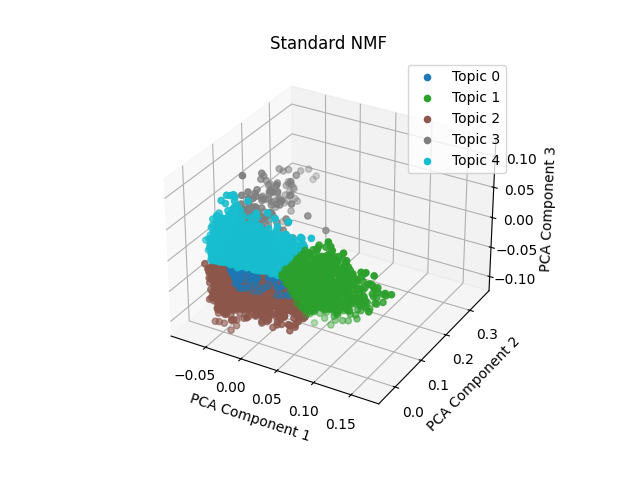 Standard NMF
Topic 0
Topic 1
Topic 2
Topic 3
Topic 4
0.10
0.05
0.00
−0.05
−0.10
PCA Component 3
0.3
0.2
0.1
0.0
PCA Component 2
−0.05
0.00
0.05
0.10
0.15
PCA Component 1